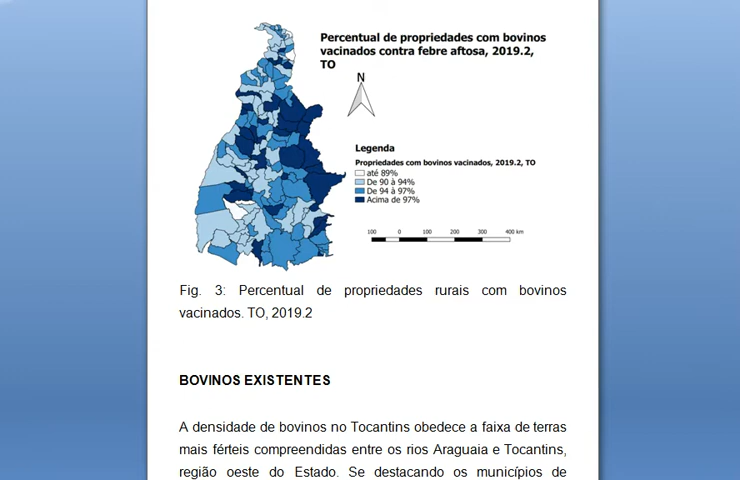 Percentual de propriedades com bovinos
vacinados contra febre aftosa, 2019.2,
TO
N
Legenda
Propriedades com bovinos vacinados, 2019.2, TO
até 89%
De 90 à 94%
De 94 à 97%
Acima de 97%
100 0 100 200 300 400 km
Fig. 3: Percentual de propriedades rurais com bovinos
vacinados. TO, 2019.2
BOVINOS EXISTENTES
A densidade de bovinos no Tocantins obedece a faixa de terras
mais férteis compreendidas entre os rios Araguaia e Tocantins,
região oeste do Estado. Se destacando os municípios de